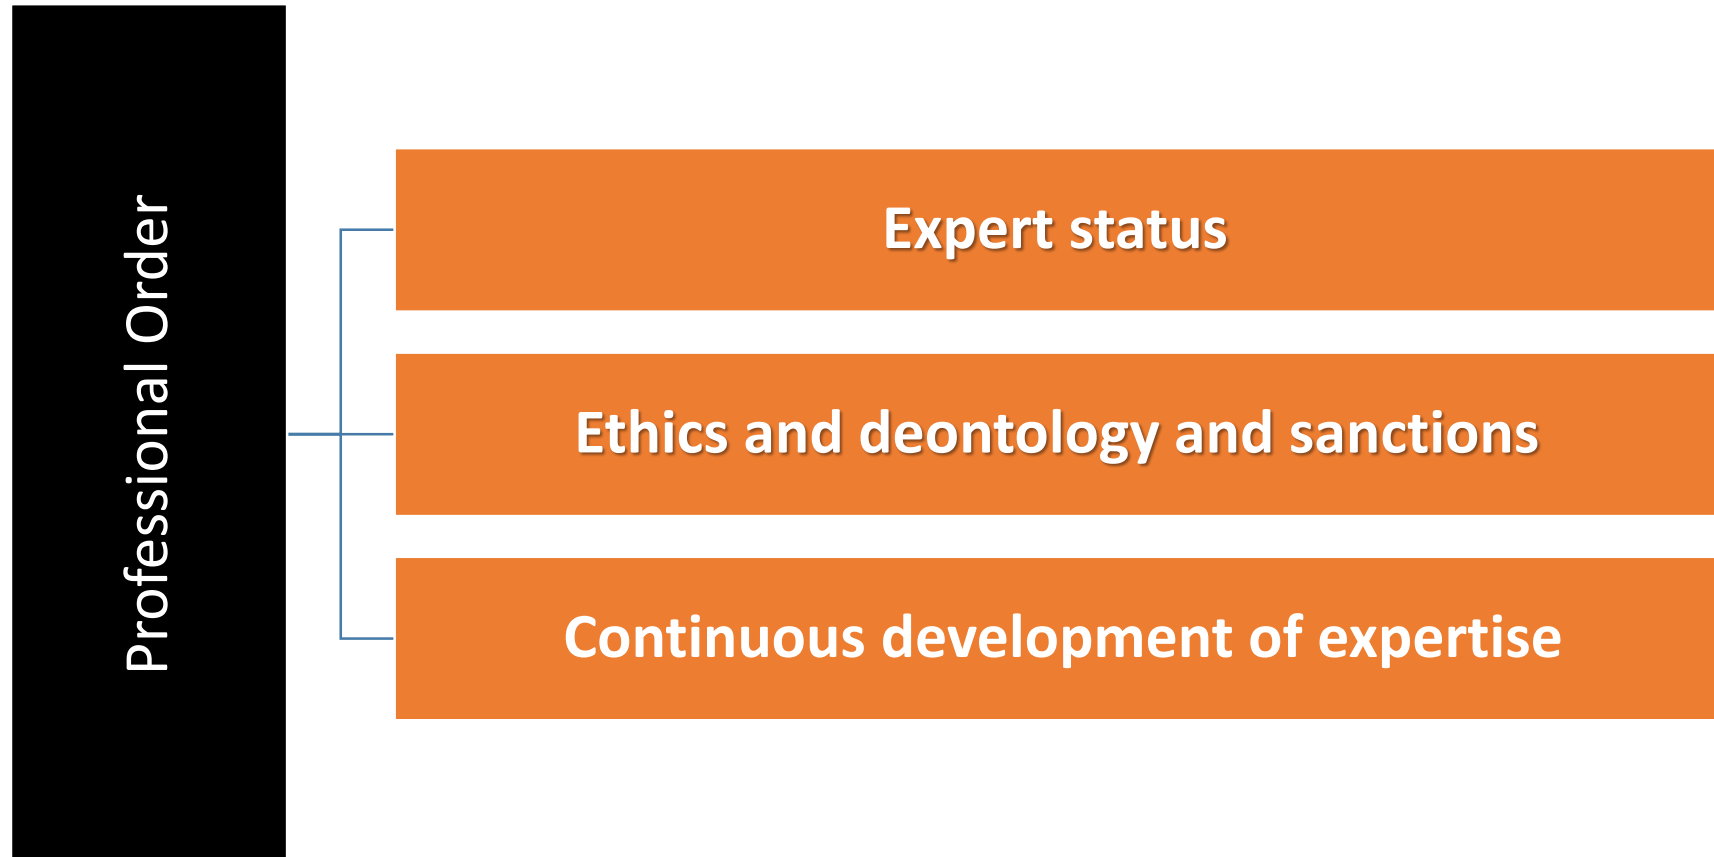 Professional Order
Expert status
Ethics and deontology and sanctions
Continuous development of expertise